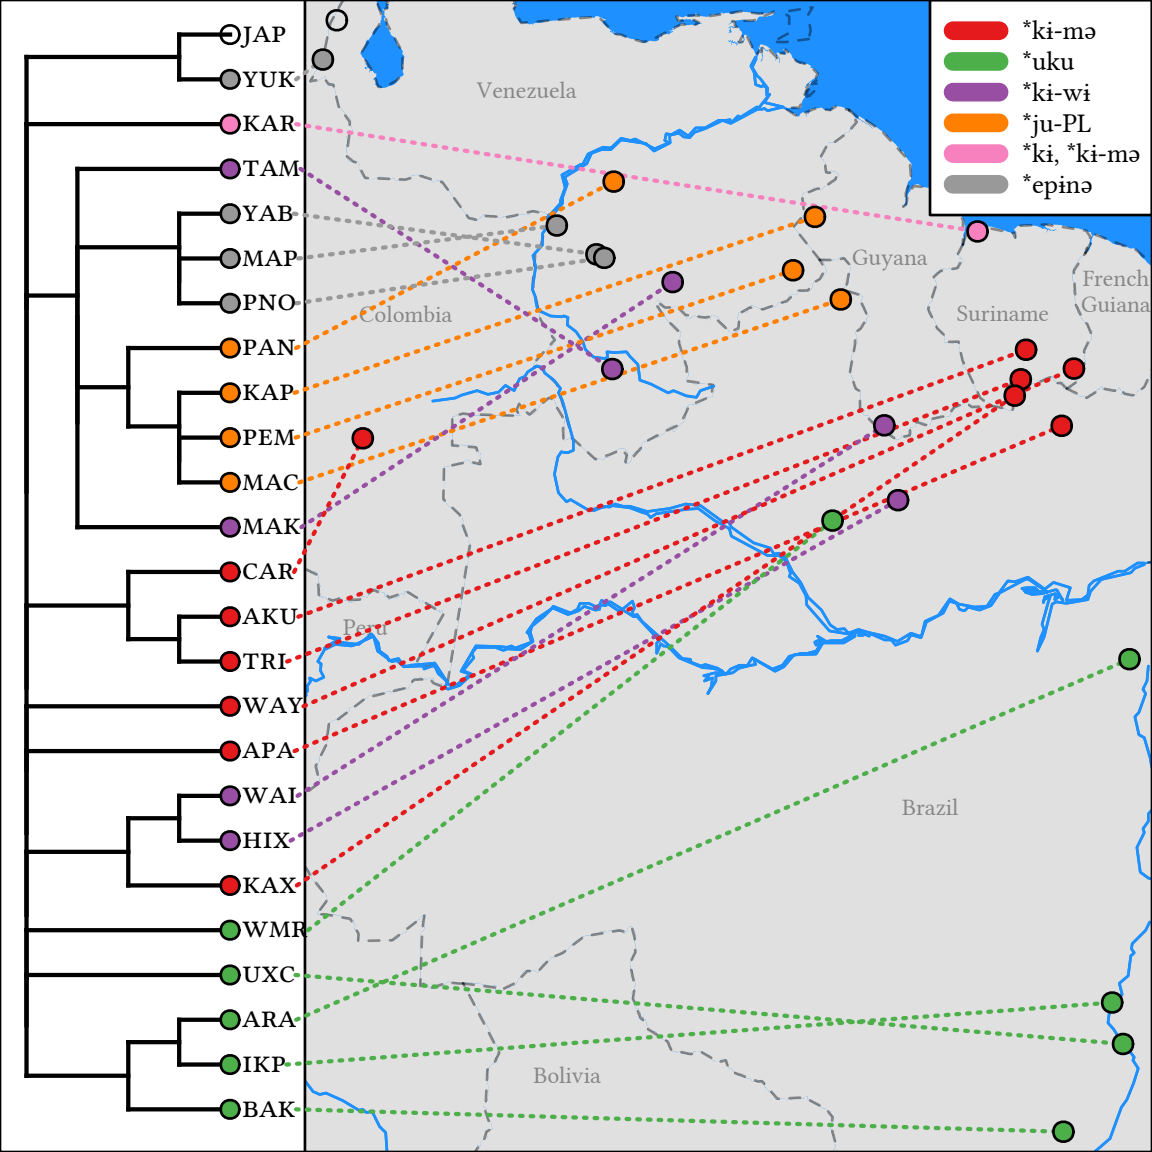 JAP
YUK
KAR
TAM
YAB
MAP
PNO
PAN
KAP
PEM
MAC
MAK
CAR
AKU
TRI
WAY
APA
WAI
HIX
KAX
WMR
UXC
ARA
IKP
BAK
Venezuela
Colombia
Guyana
Suriname
French
Guiana
Peru
Brazil
Bolivia
*kɨ-mə
*uku
*kɨ-wɨ
*ju-PL
*kɨ, *kɨ-mə
*epɨnə